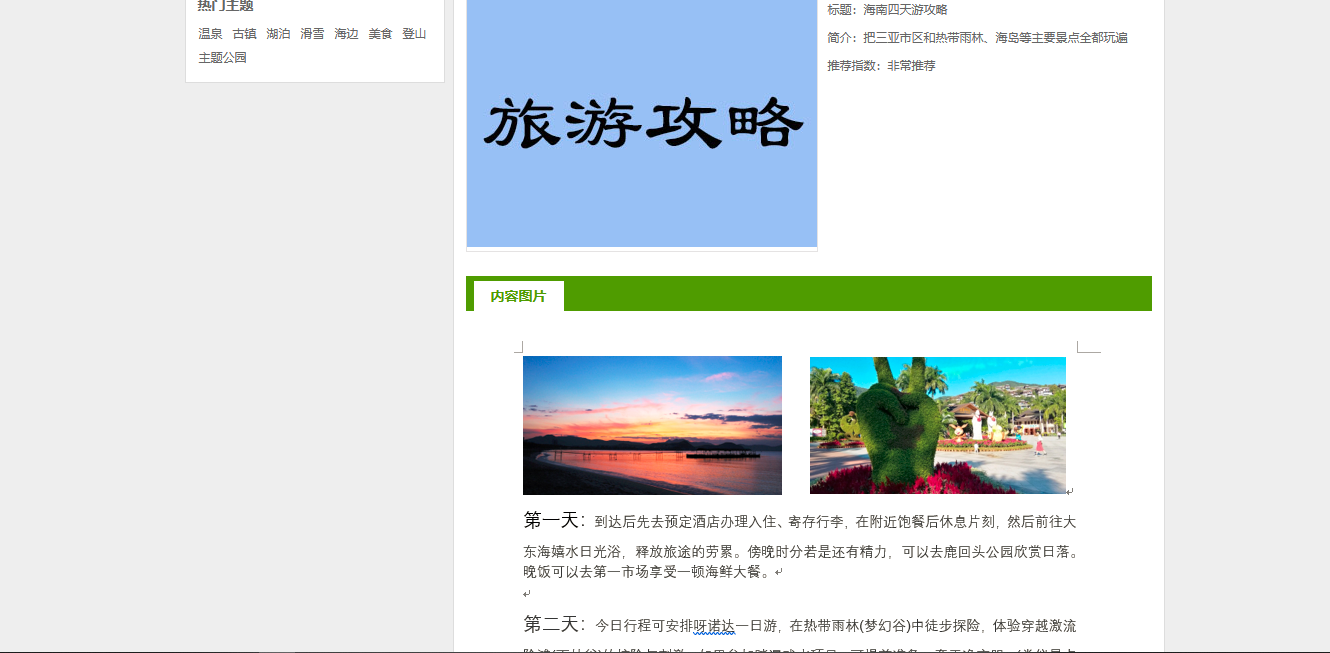 热门主题
温泉 古镇 湖泊 滑雪 海边 美食 登山
主题公园
旅游攻略
标题：海南四天游攻略
简介：把三亚市区和热带雨林、海岛等主要景点全都玩遍
推荐指数：非常推荐
内容图片
第一天：到达后先去预定酒店办理入住、寄存行李，在附近饱餐后休息片刻，然后前往大
东海嬉水日光浴，释放旅途的劳累。傍晚时分若是还有精力，可以去鹿回头公园欣赏日落。
晚饭可以去第一市场享受一顿海鲜大餐。
第二天：今日行程可安排呀诺达一日游，在热带雨林(梦幻谷)中徒步探险，体验穿越激流